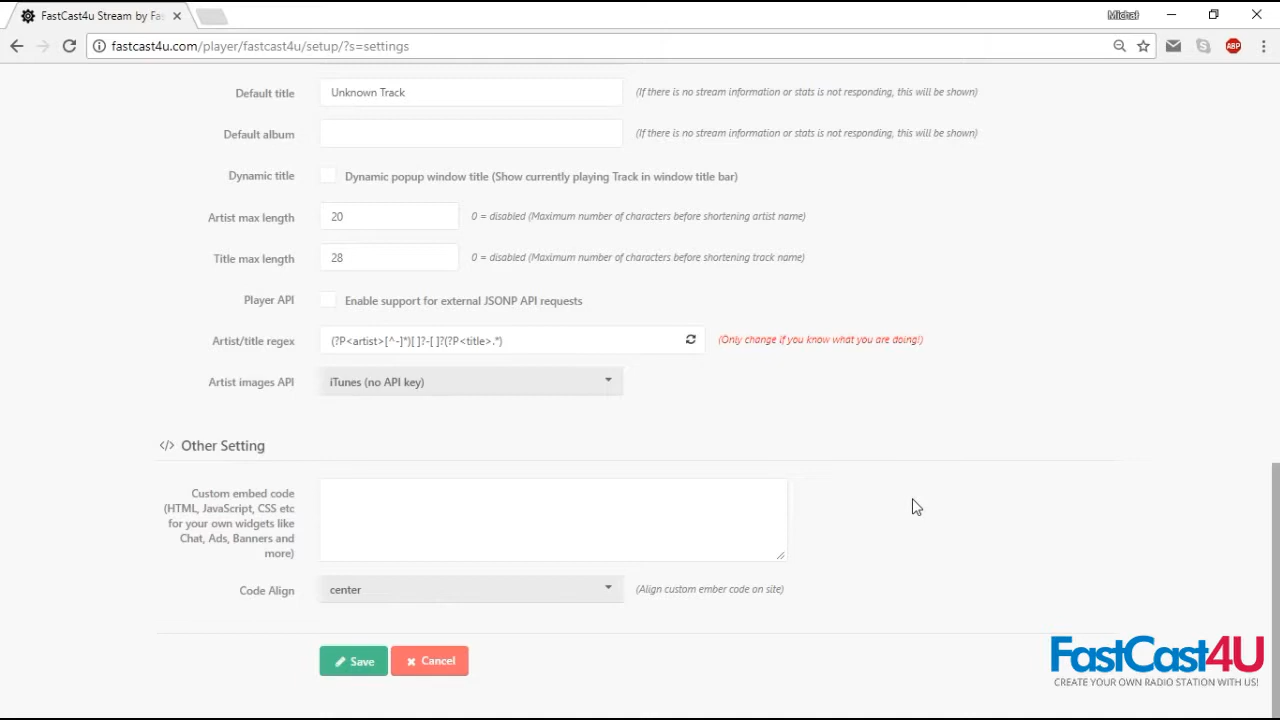 FastCast4u Stream by Fas
Michał
fastcast4u.com/player/fastcast4u/setup/?s=settings
ABP
Default title
Unknown Track
(If there is no stream information or stats is not responding, this will be shown)
Default album
(If there is no stream information or stats is not responding, this will be shown)
Dynamic title
Dynamic popup window title (Show currently playing Track in window title bar)
Artist max length
20
0 = disabled (Maximum number of characters before shortening artist name)
Title max length
28
0 = disabled (Maximum number of characters before shortening track name)
Player API
Enable support for external JSONP API requests
Artist/title regex
(?P<artist>[^-]*)[ ]?-[ ]?(?P<title>.*)
(Only change if you know what you are doing!)
Artist images API
iTunes (no API key)
</> Other Setting
Custom embed code
(HTML, JavaScript, CSS etc
for your own widgets like
Chat, Ads, Banners and
more)
Code Align
center
(Align custom ember code on site)
Save
Cancel
FastCast4U
CREATE YOUR OWN RADIO STATION WITH US!